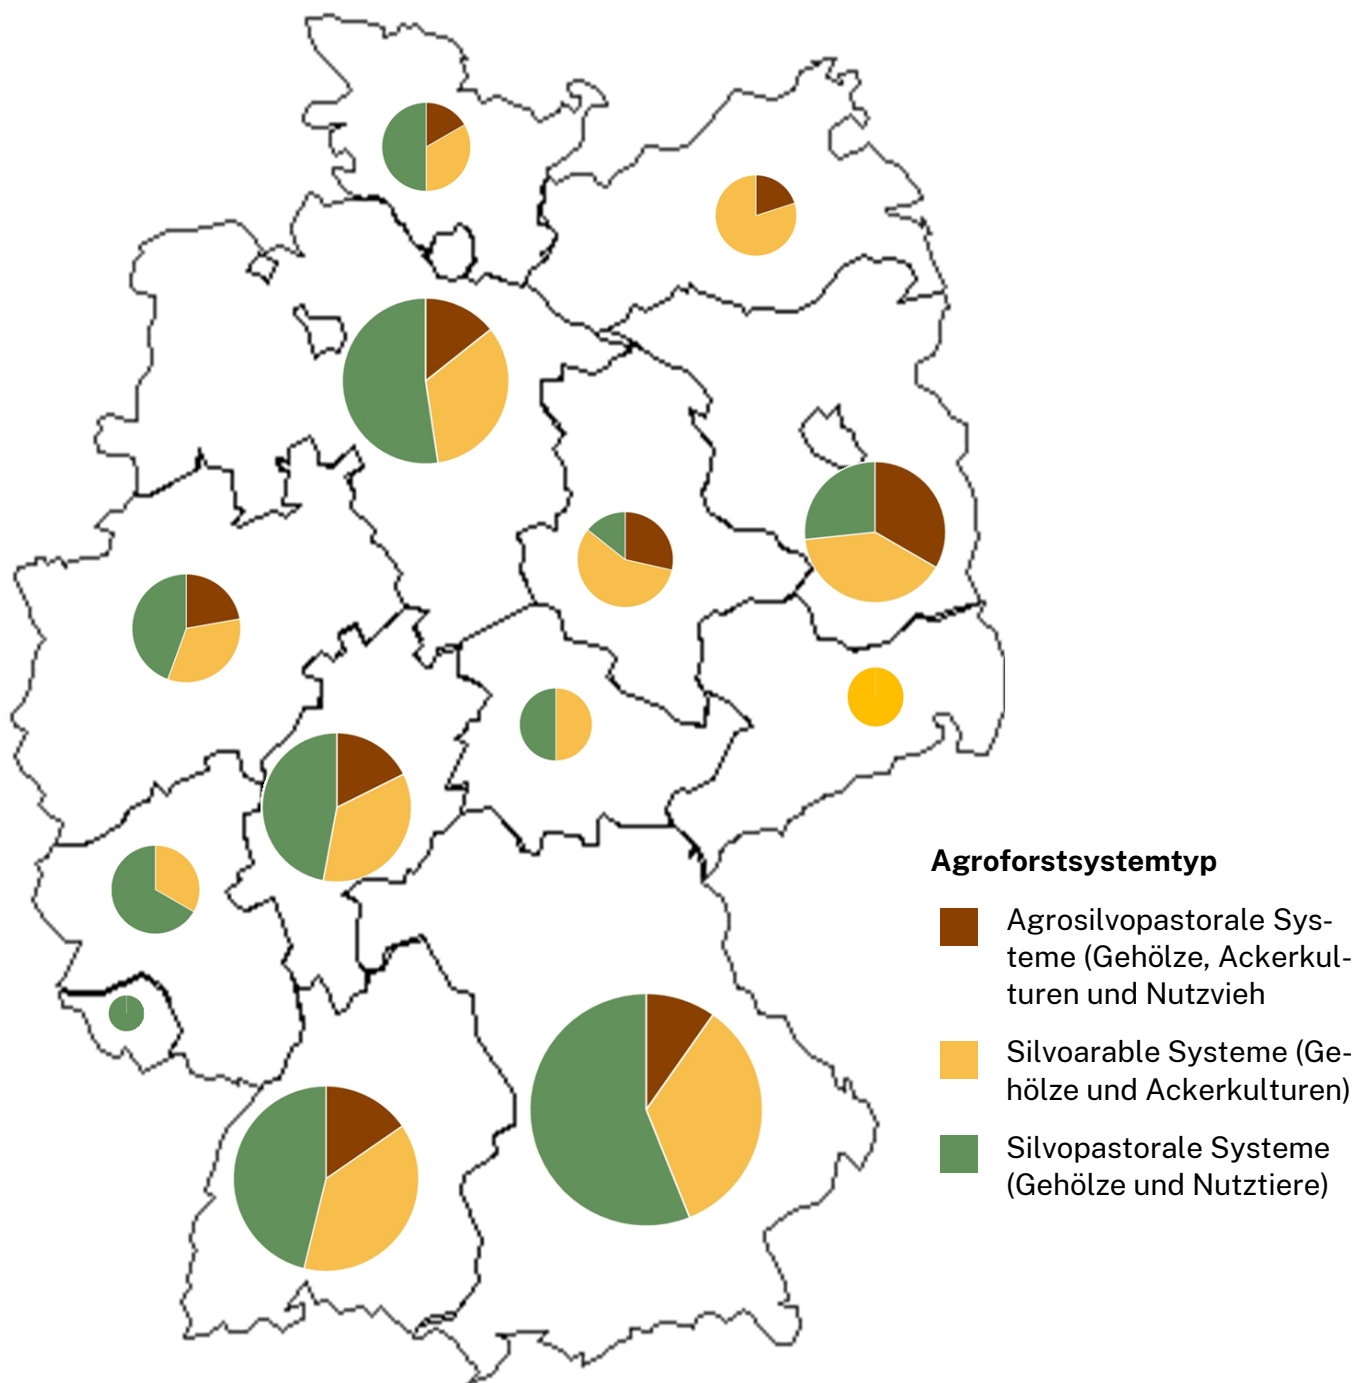 Agroforstsystemtyp
Agrosilvopastorale Sys-
teme (Gehölze, Ackerkul-
turen und Nutzvieh
Silvoarable Systeme (Ge-
hölze und Ackerkulturen)
Silvopastorale Systeme
(Gehölze und Nutztiere)